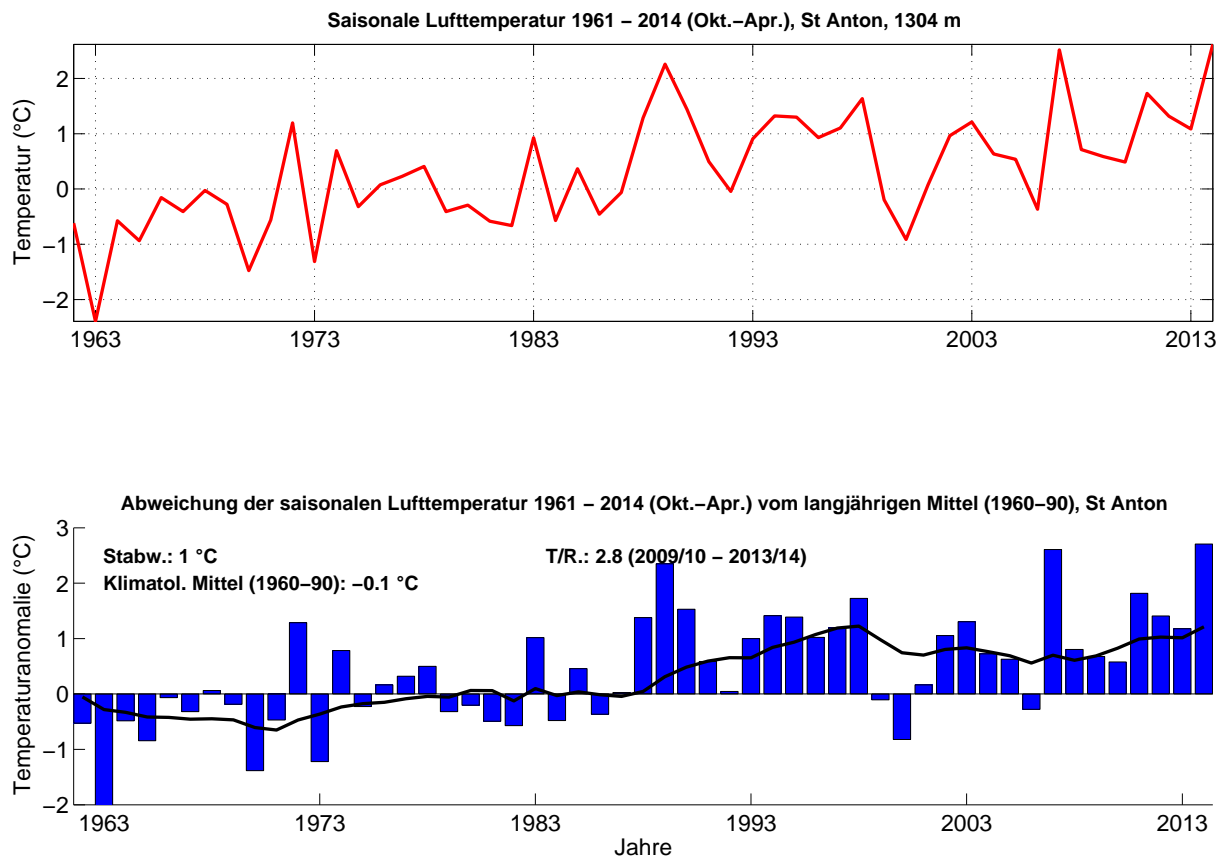 Saisonale Lufttemperatur 1961 – 2014 (Okt.–Apr.), St Anton, 1304 m
Temperatur (°C)
2
1
0
−1
−2
1963 1973 1983 1993 2003 2013
Abweichung der saisonalen Lufttemperatur 1961 – 2014 (Okt.–Apr.) vom langjährigen Mittel (1960–90), St Anton
Temperaturanomalie (°C)
3
2
1
0
−1
−2
Stabw.: 1 °C
T/R.: 2.8 (2009/10 – 2013/14)
Klimatol. Mittel (1960–90): −0.1 °C
1963 1973 1983 1993 2003 2013
Jahre